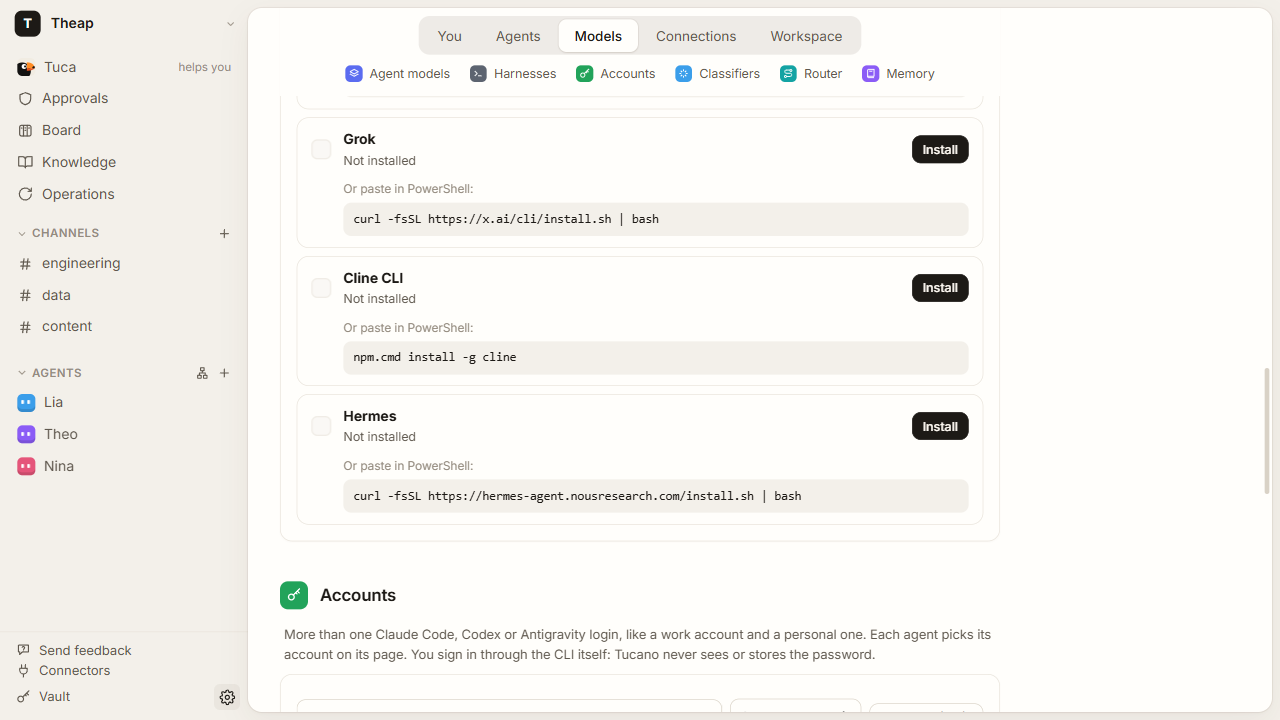 T Theap
Tuca helps you
Approvals
Board
Knowledge
Operations
CHANNELS
# engineering
# data
# content
AGENTS
Lia
Theo
Nina
Send feedback
Connectors
Vault
You Agents Models Connections Workspace
Agent models Harnesses Accounts Classifiers Router Memory
Grok
Not installed
Install
Or paste in PowerShell:
curl -fsSL https://x.ai/cli/install.sh | bash
Cline CLI
Not installed
Install
Or paste in PowerShell:
npm.cmd install -g cline
Hermes
Not installed
Install
Or paste in PowerShell:
curl -fsSL https://hermes-agent.nousresearch.com/install.sh | bash
Accounts
More than one Claude Code, Codex or Antigravity login, like a work account and a personal one. Each agent picks its
account on its page. You sign in through the CLI itself: Tucano never sees or stores the password.